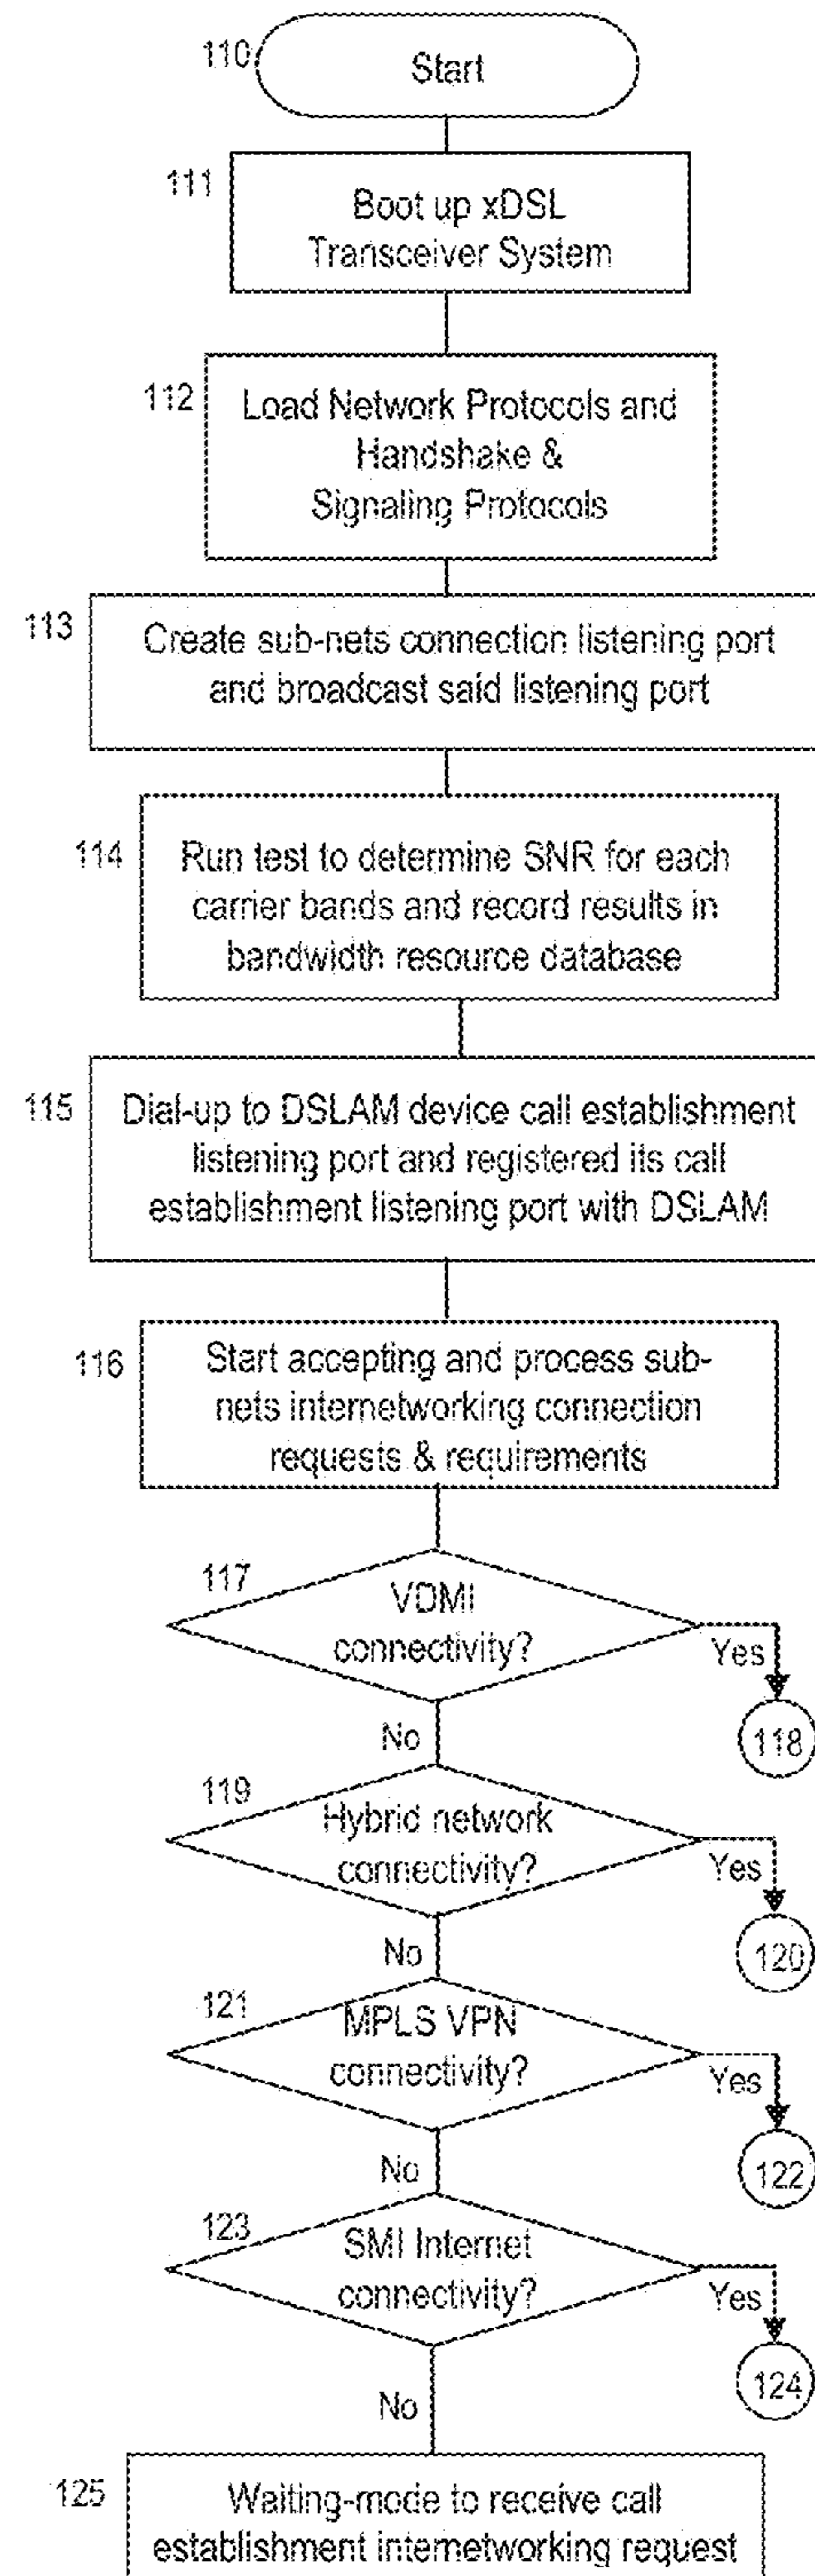 110
Start
111
Boot up xDSL
Transceiver System
112
Load Network Protocols and
Handshake &
Signaling Protocols
113
Create sub-nets connection listening port
and broadcast said listening port
114
Run test to determine SNR for each
carrier bands and record results in
bandwidth resource database
115
Dial-up to DSLAM device call establishment
listening port and registered its call
establishment listening port with DSLAM
116
Start accepting and process sub-
nets internetworking connection
requests & requirements
117
VDMI
connectivity?
Yes
118
No
119
Hybrid network
connectivity?
Yes
120
No
121
MPLS VPN
connectivity?
Yes
122
No
123
SMI Internet
connectivity?
Yes
124
No
125
Waiting-mode to receive call
establishment internetworking request